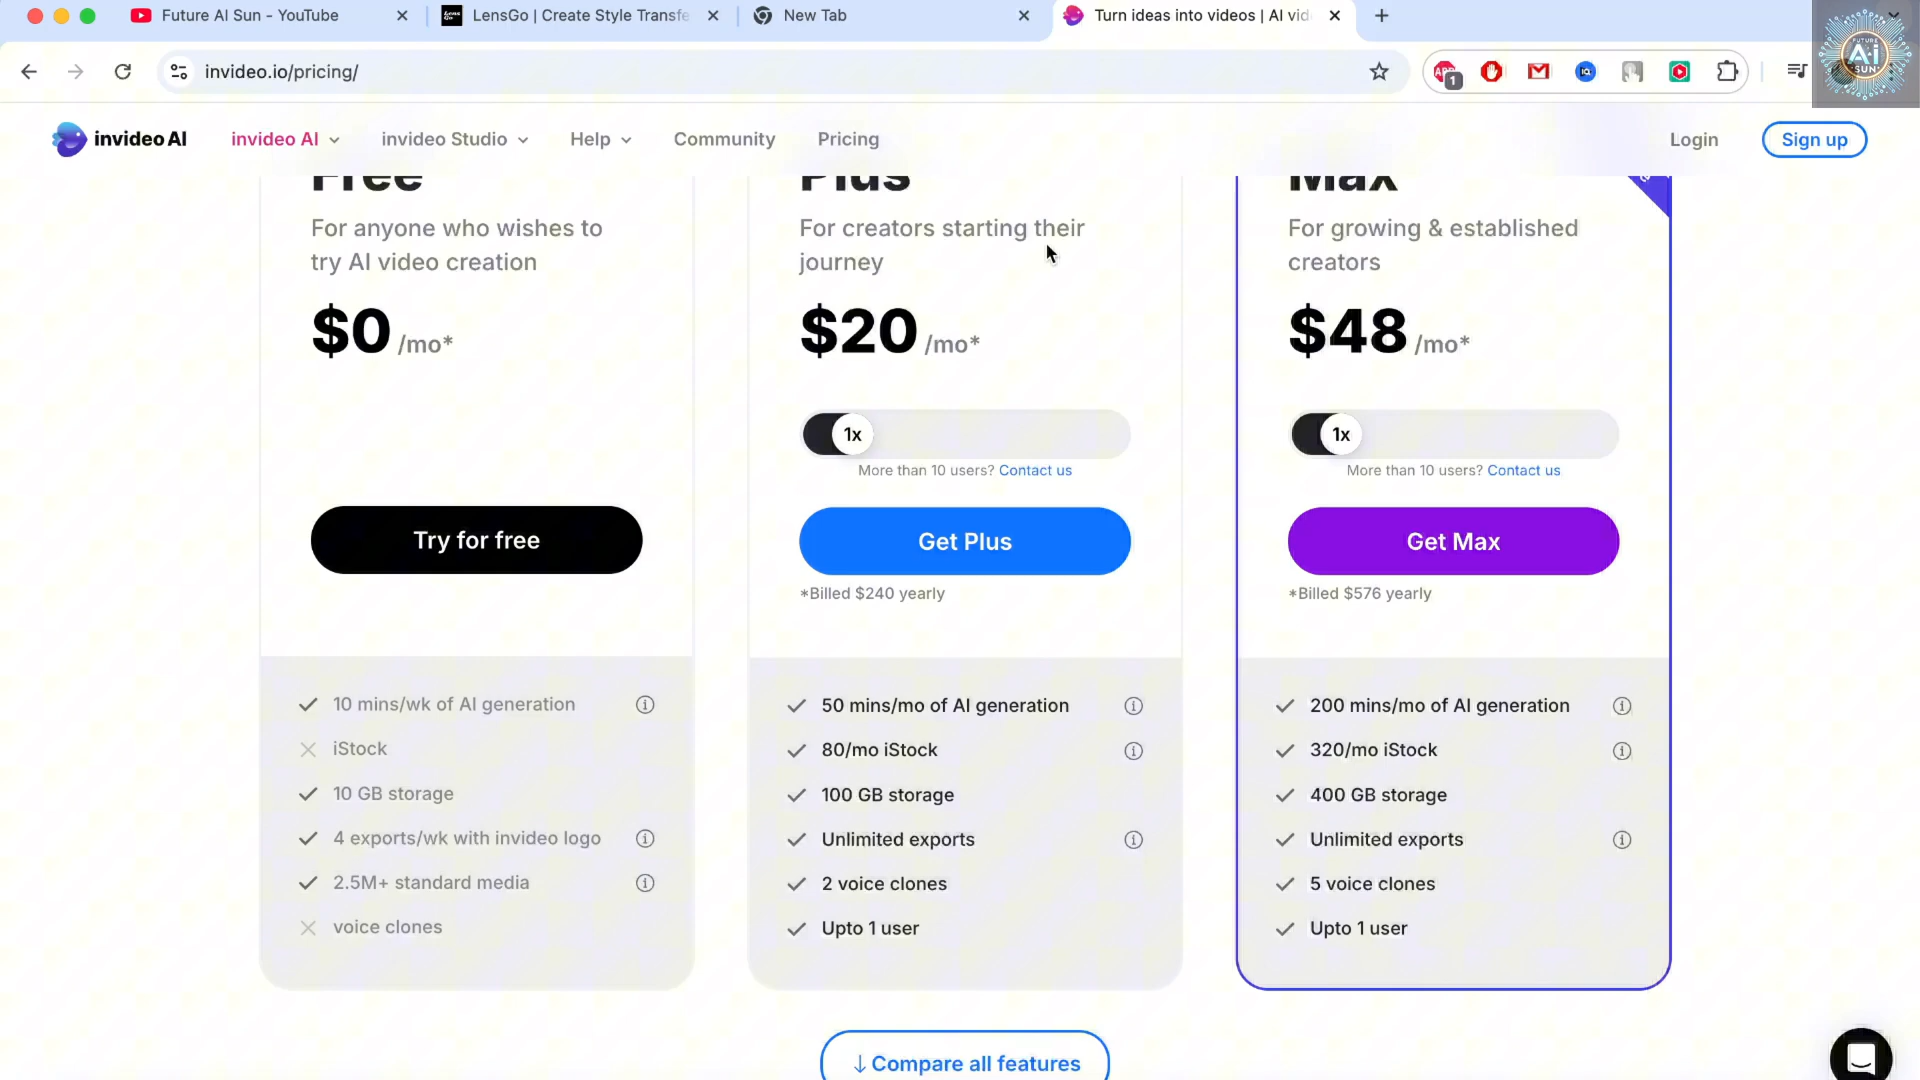 Future AI Sun - YouTube
LensGo | Create Style Transfe
New Tab
Turn ideas into videos | AI vid
invideo.io/pricing/
1
FUTURE
Ai
SUN
invideo AI
invideo AI
invideo Studio
Help
Community
Pricing
Login
Sign up
Free
For anyone who wishes to
try AI video creation
$0 /mo*
Try for free
10 mins/wk of AI generation
iStock
10 GB storage
4 exports/wk with invideo logo
2.5M+ standard media
voice clones
Plus
For creators starting their
journey
$20 /mo*
1x
More than 10 users? Contact us
Get Plus
*Billed $240 yearly
50 mins/mo of AI generation
80/mo iStock
100 GB storage
Unlimited exports
2 voice clones
Upto 1 user
Max
For growing & established
creators
$48 /mo*
1x
More than 10 users? Contact us
Get Max
*Billed $576 yearly
200 mins/mo of AI generation
320/mo iStock
400 GB storage
Unlimited exports
5 voice clones
Upto 1 user
↓ Compare all features